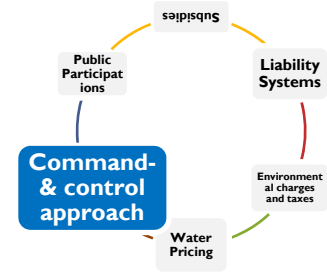 Subsidies
Public
Participat
ions
Liability
Systems
Command-
& control
approach
Environment
al charges
and taxes
Water
Pricing